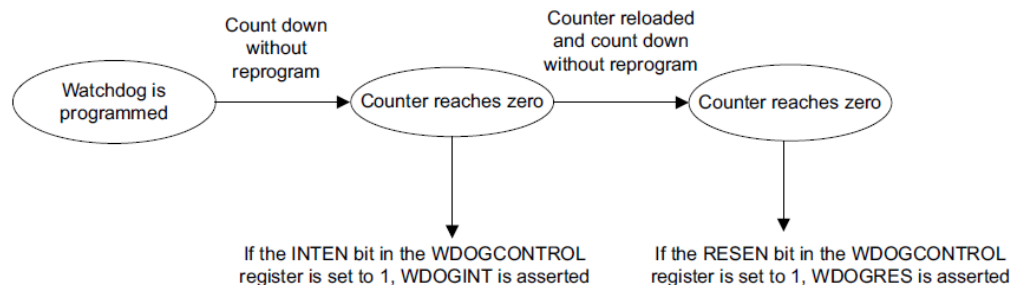 Count down
without
reprogram
Counter reloaded
and count down
without reprogram
Watchdog is
programmed
Counter reaches zero
Counter reaches zero
If the INTEN bit in the WDOGCONTROL
register is set to 1, WDOGINT is asserted
If the RESEN bit in the WDOGCONTROL
register is set to 1, WDOGRES is asserted